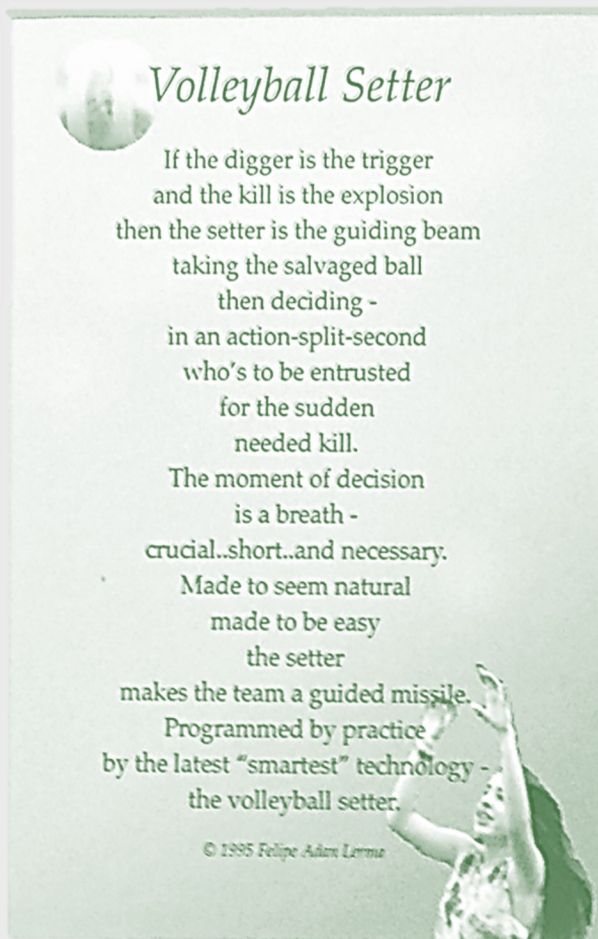 Volleyball Setter
If the digger is the trigger
and the kill is the explosion
then the setter is the guiding beam
taking the salvaged ball
then deciding -
in an action-split-second
who's to be entrusted
for the sudden
needed kill.
The moment of decision
is a breath -
crucial..short..and necessary.
Made to seem natural
made to be easy
the setter
makes the team a guided missile.
Programmed by practice
by the latest “smartest” technology -
the volleyball setter.
© 1995 Felipe Adan Lerma